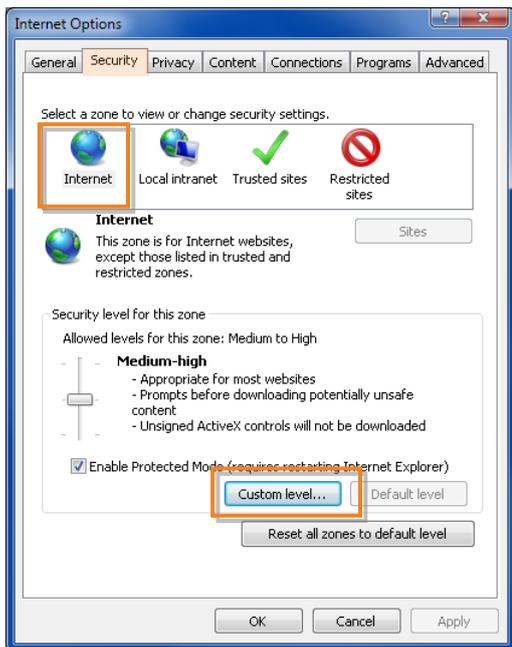 Internet Options
General Security Privacy Content Connections Programs Advanced
Select a zone to view or change security settings.
Internet Local intranet Trusted sites Restricted sites
Internet
This zone is for Internet websites,
except those listed in trusted and
restricted zones.
Sites
Security level for this zone
Allowed levels for this zone: Medium to High
Medium-high
- Appropriate for most websites
- Prompts before downloading potentially unsafe
content
- Unsigned ActiveX controls will not be downloaded
Enable Protected Mode (requires restarting Internet Explorer)
Custom level... Default level
Reset all zones to default level
OK Cancel Apply